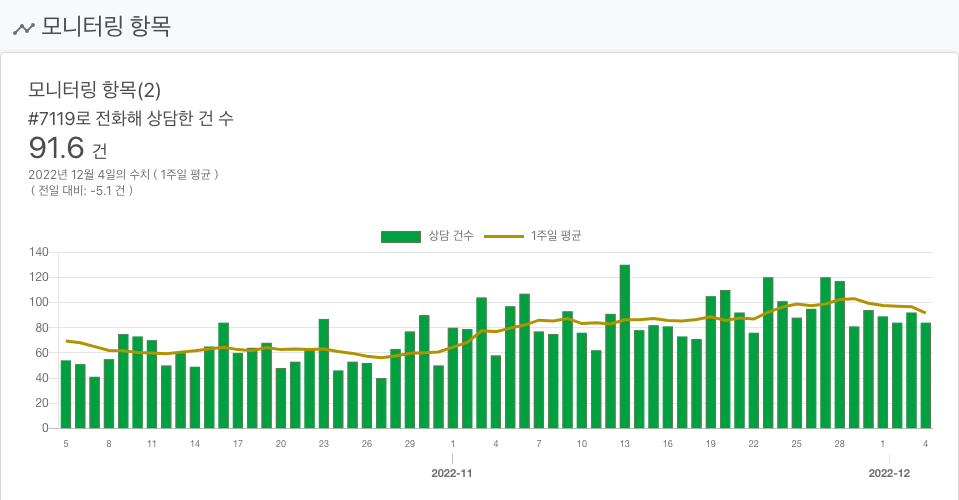 모니터링 항목
모니터링 항목(2)
#7119로 전화해 상담한 건 수
91.6 건
2022년 12월 4일의 수치 ( 1주일 평균 )
( 전일 대비: -5.1 건 )
상담 건수 1주일 평균
140
120
100
80
60
40
20
0
5 8 11 14 17 20 23 26 29 1 4 7 10 13 16 19 22 25 28 1 4
2022-11 2022-12